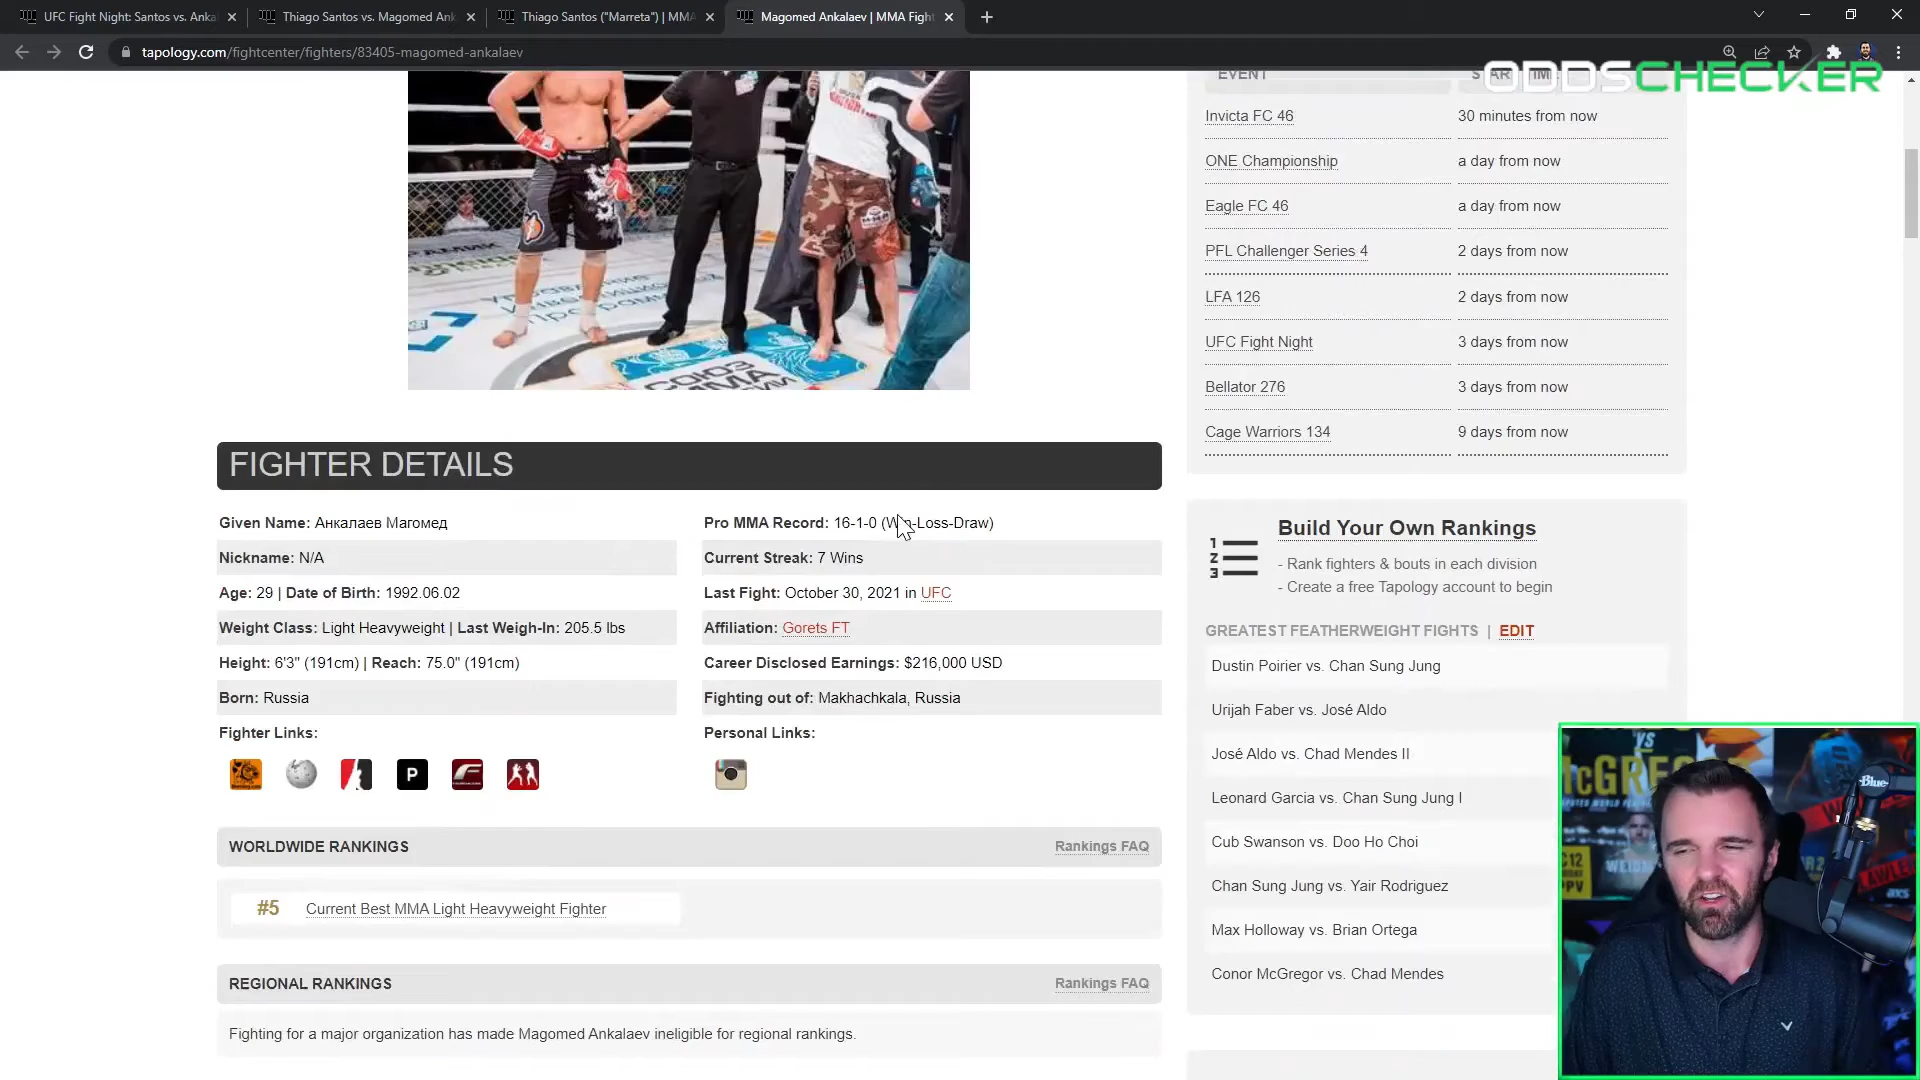 UFC Fight Night: Santos vs. Anka
Thiago Santos vs. Magomed Ank
Thiago Santos ("Marreta") | MMA
Magomed Ankalaev | MMA Fight
tapology.com/fightcenter/fighters/83405-magomed-ankalaev
ODDSCHECKER
EVENT
Invicta FC 46 30 minutes from now
ONE Championship a day from now
Eagle FC 46 a day from now
PFL Challenger Series 4 2 days from now
LFA 126 2 days from now
UFC Fight Night 3 days from now
Bellator 276 3 days from now
Cage Warriors 134 9 days from now
СОЮЗ
FIGHTER DETAILS
Given Name: Анкалаев Магомед
Pro MMA Record: 16-1-0 (Win-Loss-Draw)
Nickname: N/A
Current Streak: 7 Wins
Age: 29 | Date of Birth: 1992.06.02
Last Fight: October 30, 2021 in UFC
Weight Class: Light Heavyweight | Last Weigh-In: 205.5 lbs
Affiliation: Gorets FT
Height: 6'3" (191cm) | Reach: 75.0" (191cm)
Career Disclosed Earnings: $216,000 USD
Born: Russia
Fighting out of: Makhachkala, Russia
Fighter Links:
Personal Links:
P
WORLDWIDE RANKINGS
Rankings FAQ
#5 Current Best MMA Light Heavyweight Fighter
REGIONAL RANKINGS
Rankings FAQ
Fighting for a major organization has made Magomed Ankalaev ineligible for regional rankings.
1
2
3
Build Your Own Rankings
- Rank fighters & bouts in each division
- Create a free Tapology account to begin
GREATEST FEATHERWEIGHT FIGHTS | EDIT
Dustin Poirier vs. Chan Sung Jung
Urijah Faber vs. José Aldo
José Aldo vs. Chad Mendes II
Leonard Garcia vs. Chan Sung Jung I
Cub Swanson vs. Doo Ho Choi
Chan Sung Jung vs. Yair Rodriguez
Max Holloway vs. Brian Ortega
Conor McGregor vs. Chad Mendes
VS
McGRE
Blue
PPV
axs